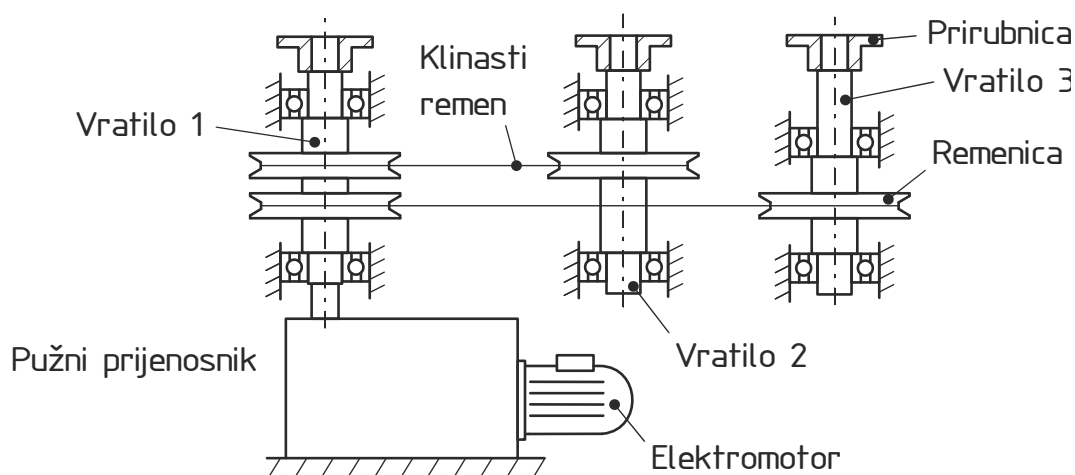 Prirubnica
Klinasti
remen
Vratilo 3
Vratilo 1
Remenica
Pužni prijenosnik
Vratilo 2
Elektromotor